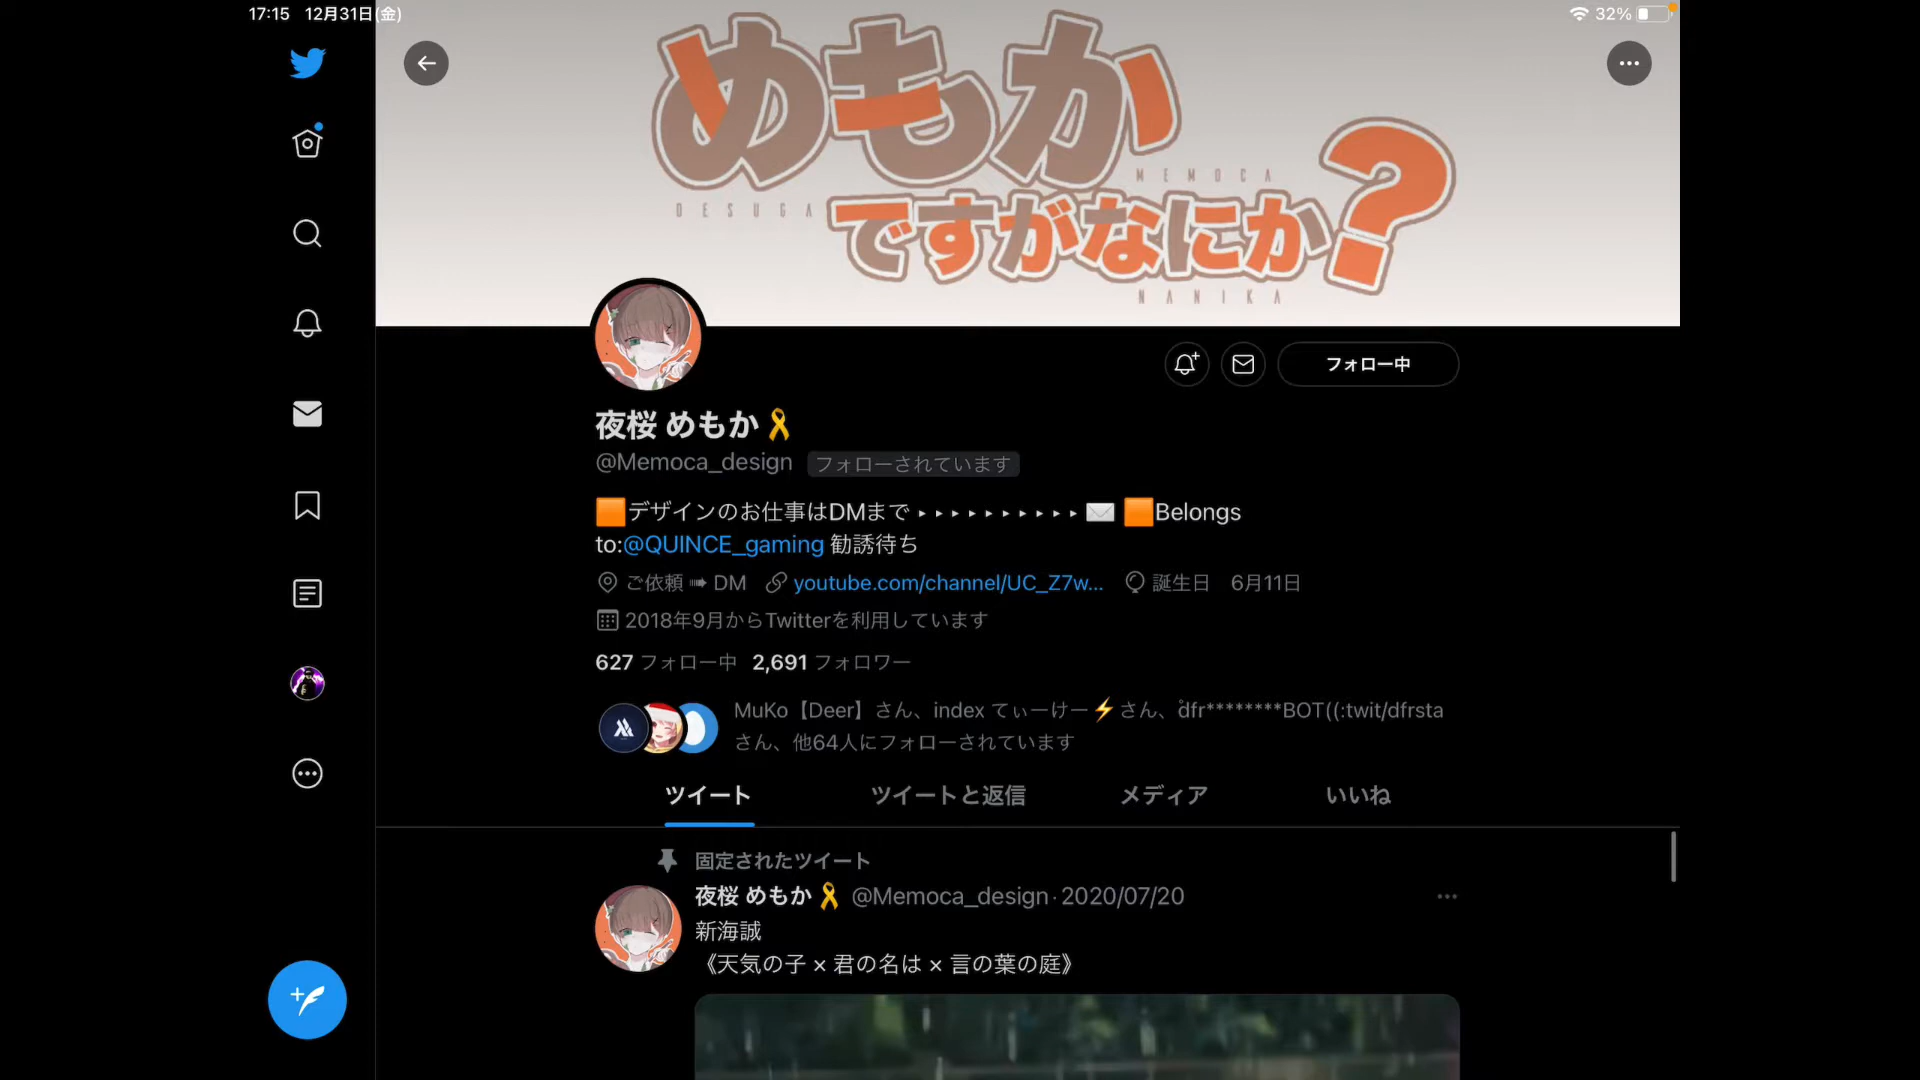 17:15 12月31日(金)
32%
めもか
MEMOCA
DESUGA
ですがなにか?
NANIKA
フォロー中
夜桜 めもか🎗
@Memoca_design フォローされています
🟧デザインのお仕事はDMまで ▸ ▸ ▸ ▸ ▸ ▸ ▸ ▸ ▸ ▸ ✉️ 🟧Belongs
to:@QUINCE_gaming 勧誘待ち
ご依頼 ➠ DM youtube.com/channel/UC_Z7w... 誕生日 6月11日
2018年9月からTwitterを利用しています
627 フォロー中 2,691 フォロワー
MuKo【Deer】さん、index てぃーけー⚡さん、d̊fr********BOT((:twit/dfrsta
さん、他64人にフォローされています
ツイート ツイートと返信 メディア いいね
固定されたツイート
夜桜 めもか🎗 @Memoca_design · 2020/07/20
新海誠
《天気の子 × 君の名は × 言の葉の庭》